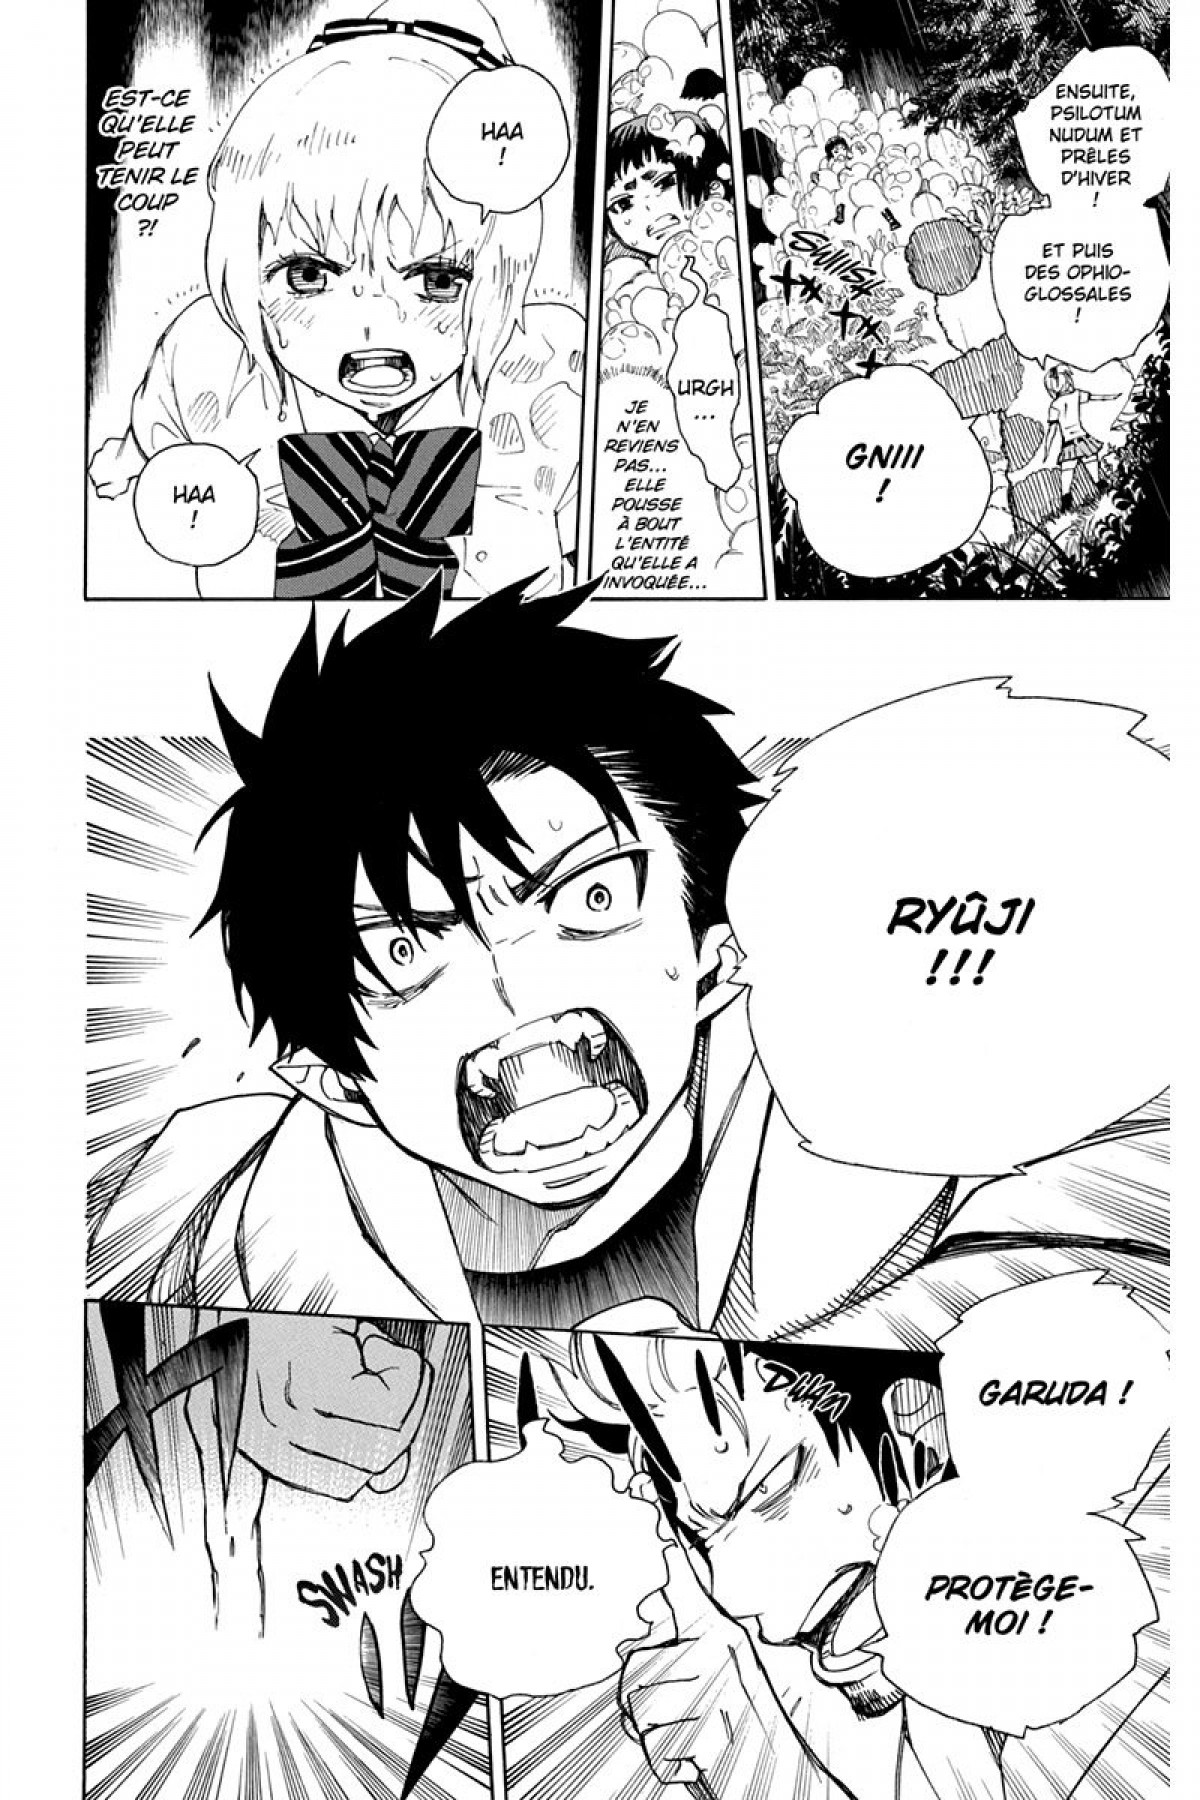 ENSUITE,
PSILOTUM
NUDUM ET
PRÊLES
D'HIVER
!
ET PUIS
DES OPHIO-
GLOSSALES
!
SWIIISH
GNIII
!
URGH
...
JE
N'EN
REVIENS
PAS...
ELLE
POUSSE
À BOUT
L'ENTITÉ
QU'ELLE A
INVOQUÉE...
HAA
!
EST-CE
QU'ELLE
PEUT
TENIR LE
COUP
?!
HAA
!
RYÛJI
!!!
GARUDA !
DWAM
PROTÈGE-
MOI !
ENTENDU.
SWASH